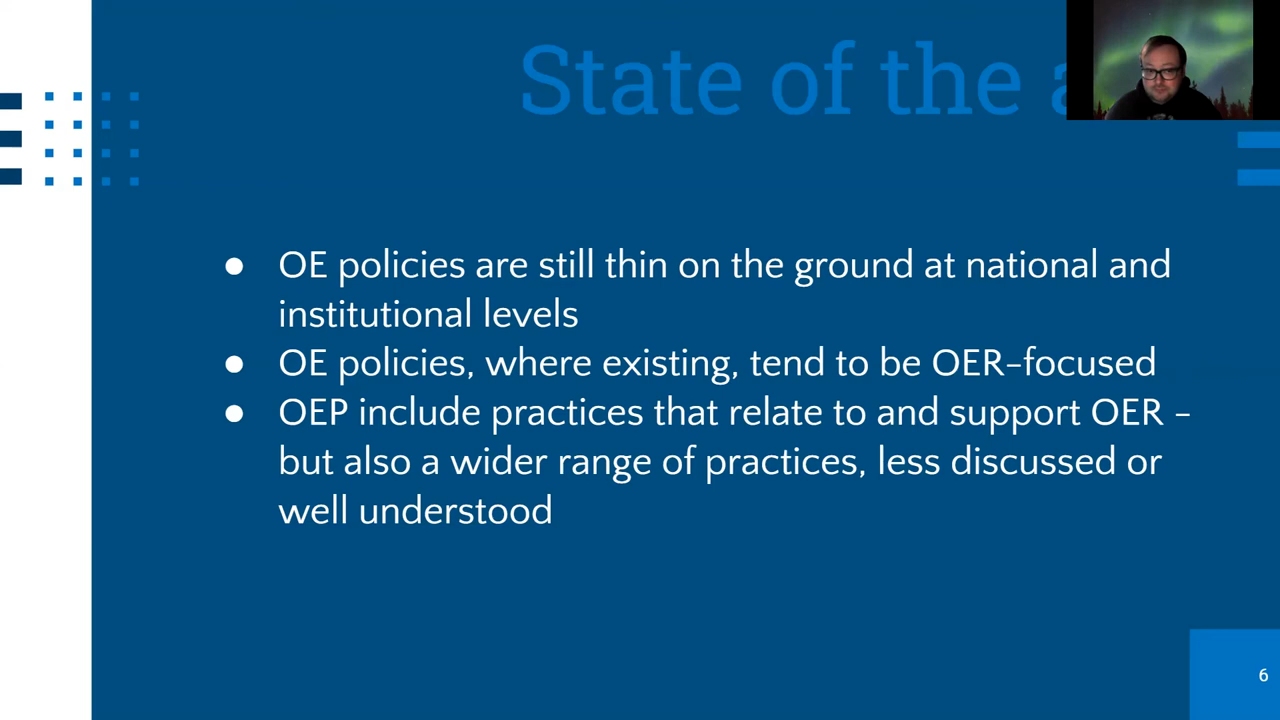 State of the
● OE policies are still thin on the ground at national and
institutional levels
● OE policies, where existing, tend to be OER-focused
● OEP include practices that relate to and support OER –
but also a wider range of practices, less discussed or
well understood
6